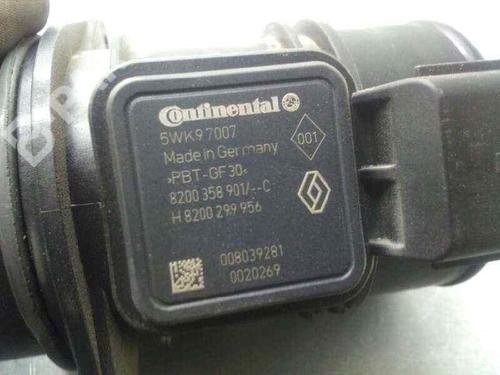 Continental
5WK9 7007
Made in Germany
001
>PBT-GF30<
8200 358 901/--C
H 8200 299 956
008039281
0020269